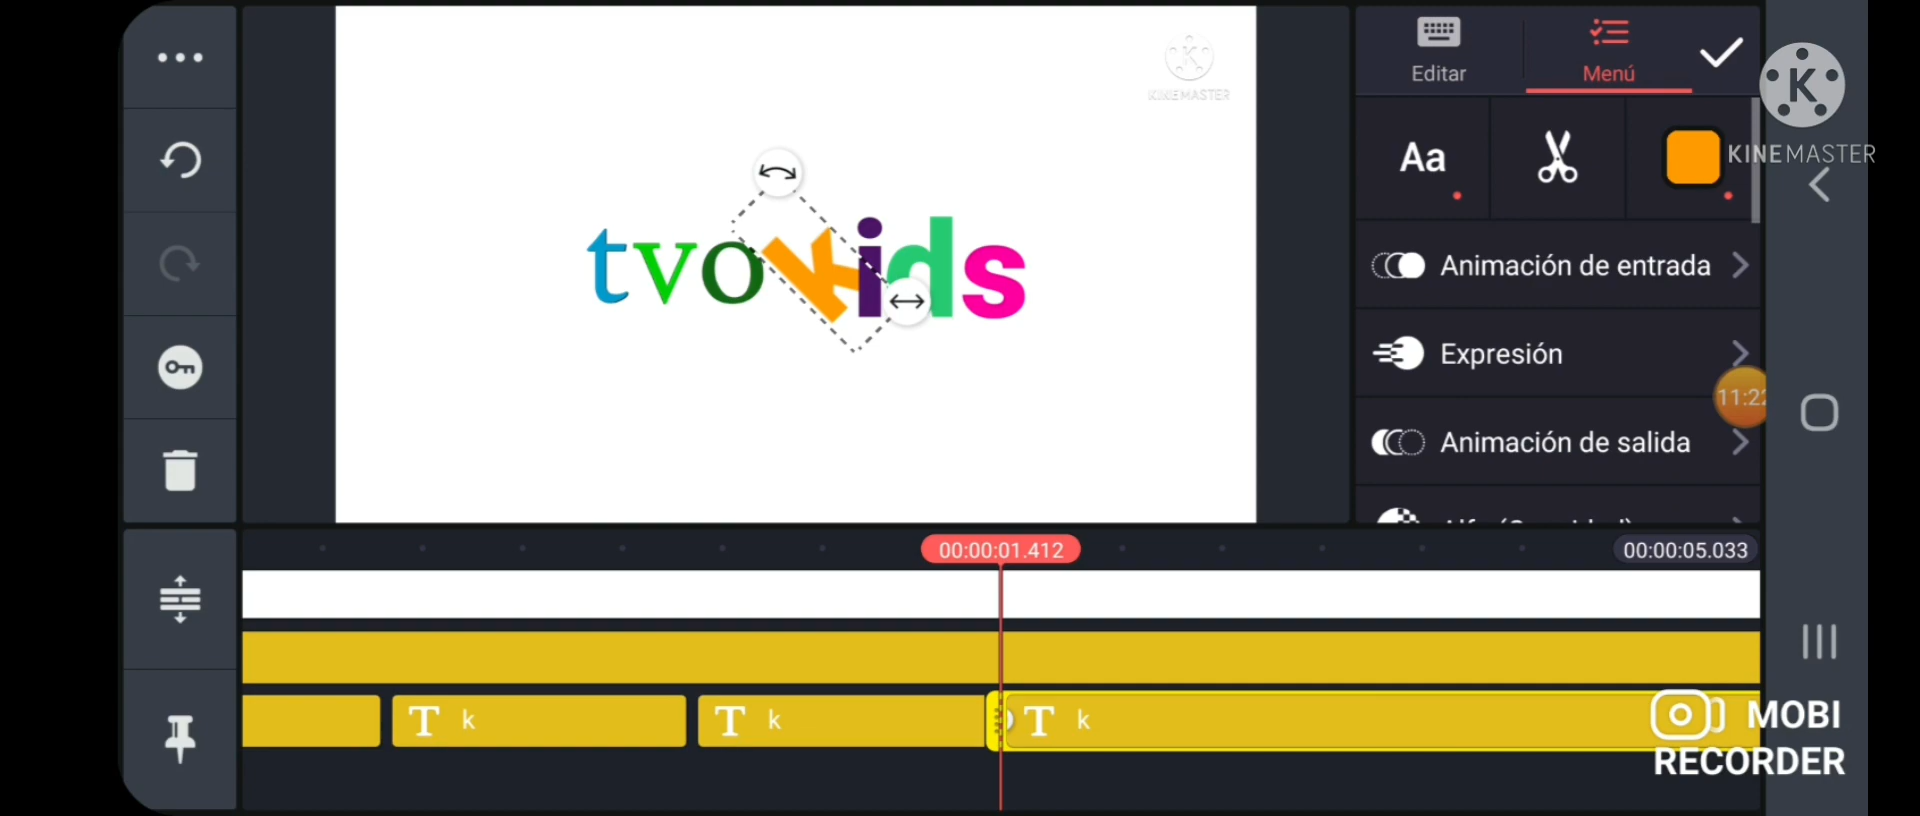 Editar
Menú
KINEMASTER
KINEMASTER
Aa
tvokids
Animación de entrada
Expresión
11:22
Animación de salida
00:00:01.412
00:00:05.033
T k
T k
T k
MOBI
RECORDER